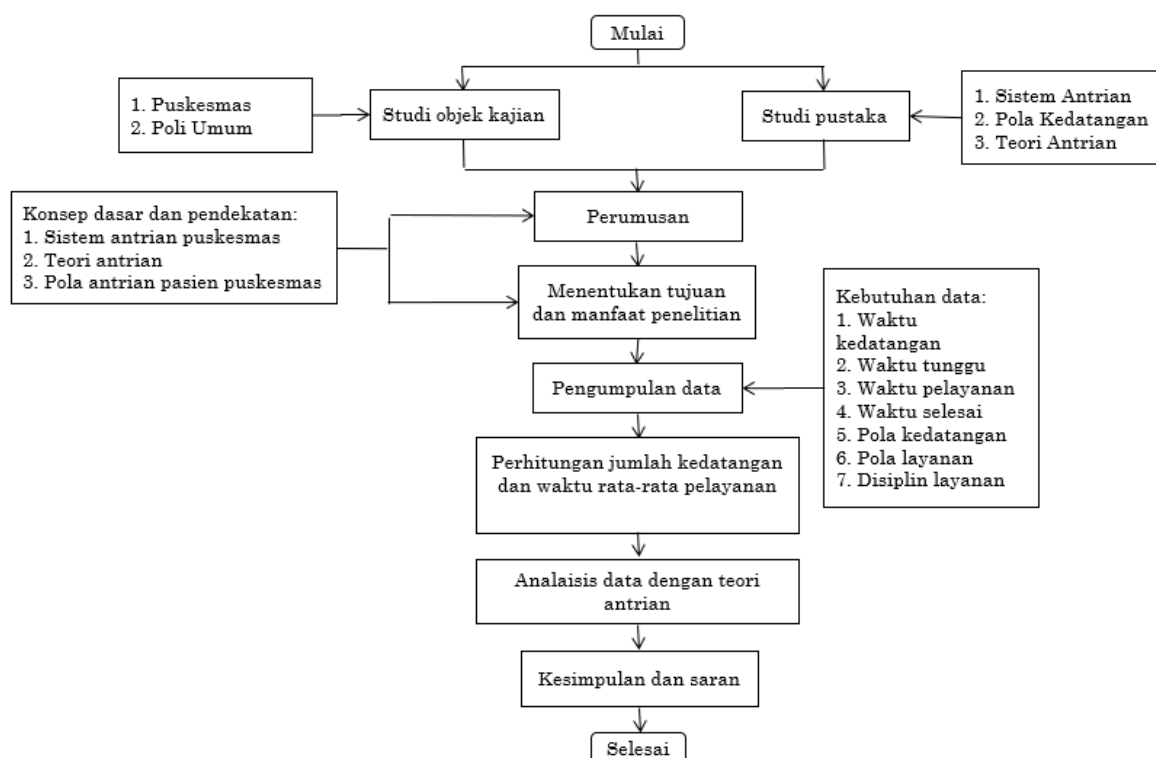 Mulai
1. Puskesmas
2. Poli Umum
Studi objek kajian
Studi pustaka
1. Sistem Antrian
2. Pola Kedatangan
3. Teori Antrian
Konsep dasar dan pendekatan:
1. Sistem antrian puskesmas
2. Teori antrian
3. Pola antrian pasien puskesmas
Perumusan
Menentukan tujuan
dan manfaat penelitian
Kebutuhan data:
1. Waktu
kedatangan
2. Waktu tunggu
3. Waktu pelayanan
4. Waktu selesai
5. Pola kedatangan
6. Pola layanan
7. Disiplin layanan
Pengumpulan data
Perhitungan jumlah kedatangan
dan waktu rata-rata pelayanan
Analaisis data dengan teori
antrian
Kesimpulan dan saran
Selesai